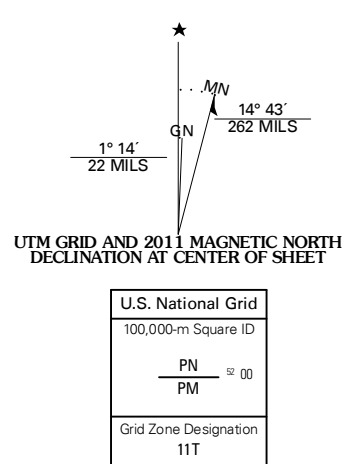 ★
MN
GN
14° 43´
262 MILS
1° 14´
22 MILS
UTM GRID AND 2011 MAGNETIC NORTH
DECLINATION AT CENTER OF SHEET
U.S. National Grid
100,000-m Square ID
PN
52 00
PM
Grid Zone Designation
11T